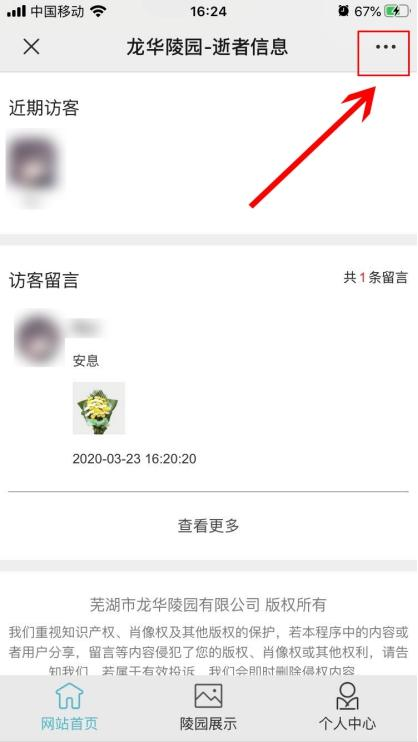 中国移动 16:24 67%
龙华陵园-逝者信息
近期访客
访客留言 共1条留言
安息
2020-03-23 16:20:20
查看更多
芜湖市龙华陵园有限公司 版权所有
我们重视知识产权、肖像权及其他版权的保护，若本程序中的内容或
者用户分享，留言等内容侵犯了您的版权、肖像权或其他权利，请告
知我们，若属于有效投诉，我们会即时删除侵权内容
网站首页 陵园展示 个人中心